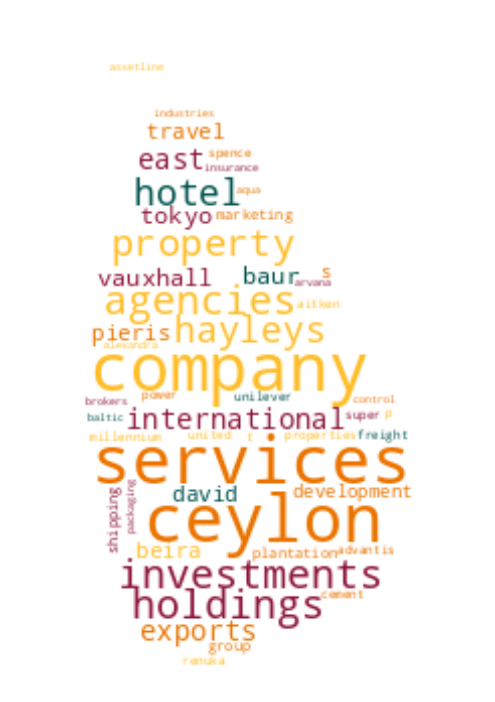 assetline
industries
travel
east spence
insurance
hotel aqua
tokyo marketing
property
vauxhall baur s
arvana
agencies aitken
pieris hayleys
alexandra
company
brokers power unilever control
baltic international super p
millennium united t properties freight
services
shipping packaging david development
ceylon
beira plantation advantis
investments
holdings cement
exports
group
renuka